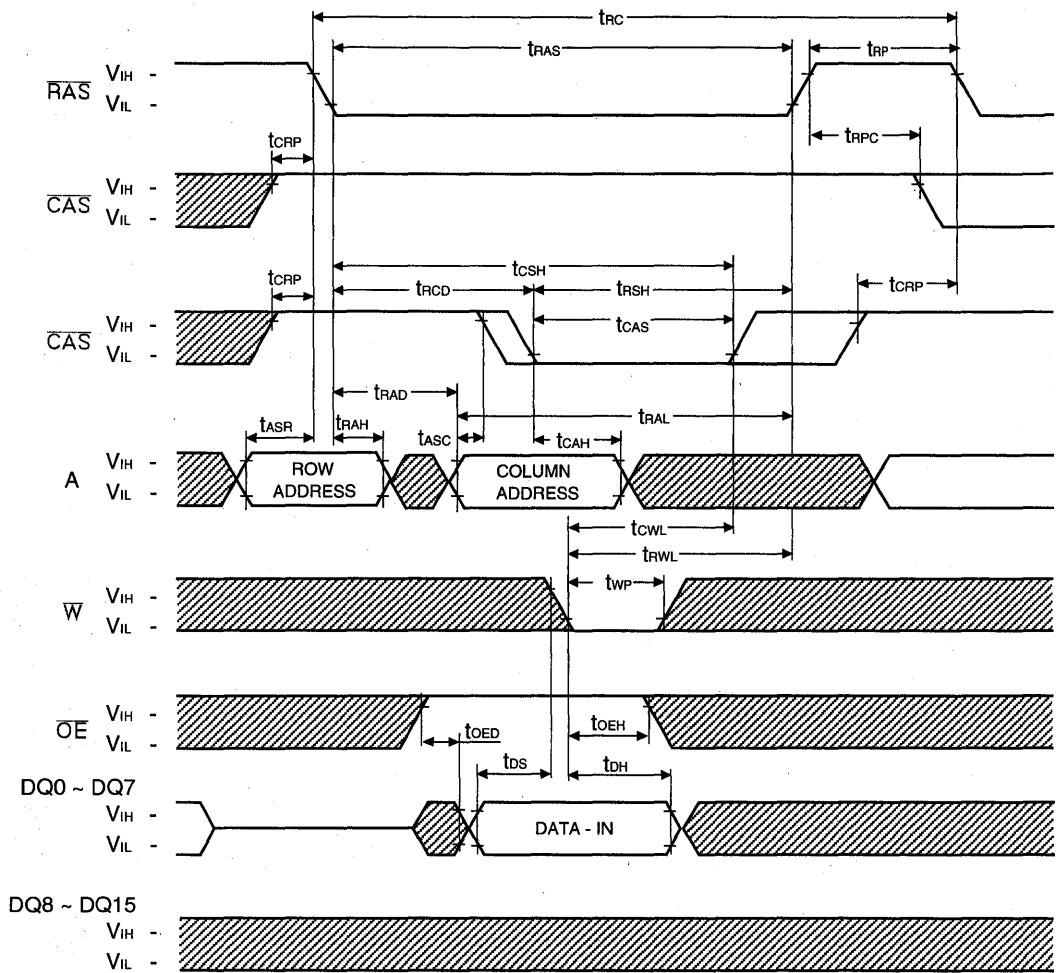 tRC
tRAS
tRP
RAS
VIH -
VIL -
tCRP
tRPC
CAS
VIH -
VIL -
tCSH
tCRP
tRCD
tRSH
tCRP
tCAS
CAS
VIH -
VIL -
tRAD
tRAL
tASR
tRAH
tASC
tCAH
A
VIH -
VIL -
ROW
ADDRESS
COLUMN
ADDRESS
tCWL
tRWL
tWP
W
VIH -
VIL -
OE
VIH -
VIL -
tOED
tOEH
tDS
tDH
DQ0 ~ DQ7
VIH -
VIL -
DATA - IN
DQ8 ~ DQ15
VIH -
VIL -